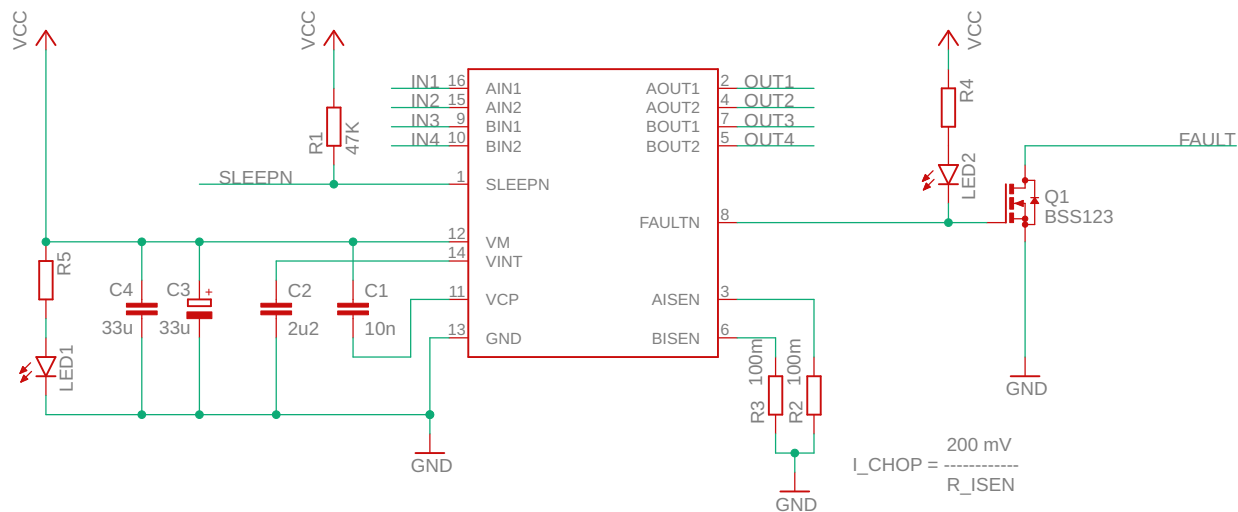 VCC
VCC
VCC
R1
47K
IN1
IN2
IN3
IN4
SLEEPN
16
15
9
10
1
12
14
11
13
AIN1
AIN2
BIN1
BIN2
SLEEPN
VM
VINT
VCP
GND
AOUT1
AOUT2
BOUT1
BOUT2
FAULTN
AISEN
BISEN
2
4
7
5
8
3
6
OUT1
OUT2
OUT3
OUT4
R4
LED2
FAULT
Q1
BSS123
GND
R5
LED1
C4
33u
C3
+
33u
C2
2u2
C1
10n
GND
R3
100m
R2
100m
GND
200 mV
I_CHOP = ------------
R_ISEN